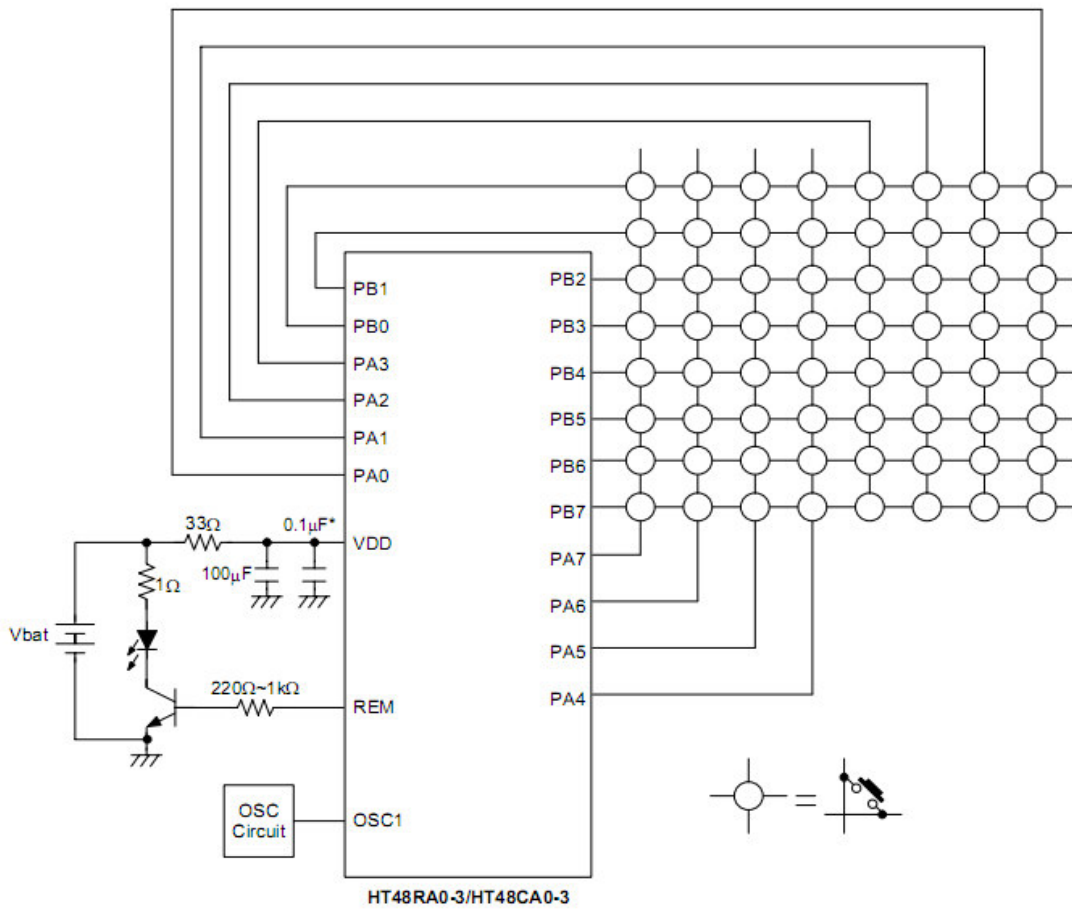 PB1
PB0
PA3
PA2
PA1
PA0
VDD
REM
OSC1
PB2
PB3
PB4
PB5
PB6
PB7
PA7
PA6
PA5
PA4
33Ω
0.1μF*
100μF
1Ω
Vbat
220Ω~1kΩ
OSC
Circuit
=
HT48RA0-3/HT48CA0-3